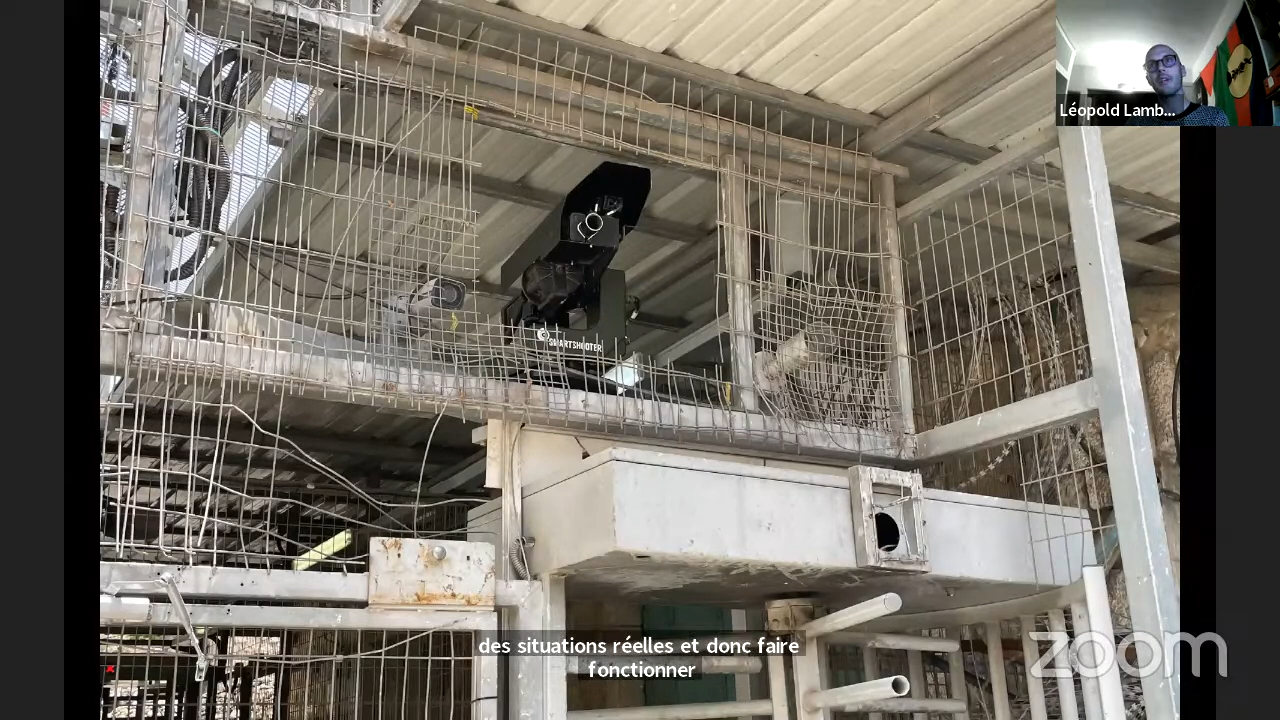 Léopold Lamb...
SMARTSHOOTER
des situations réelles et donc faire
fonctionner
zoom